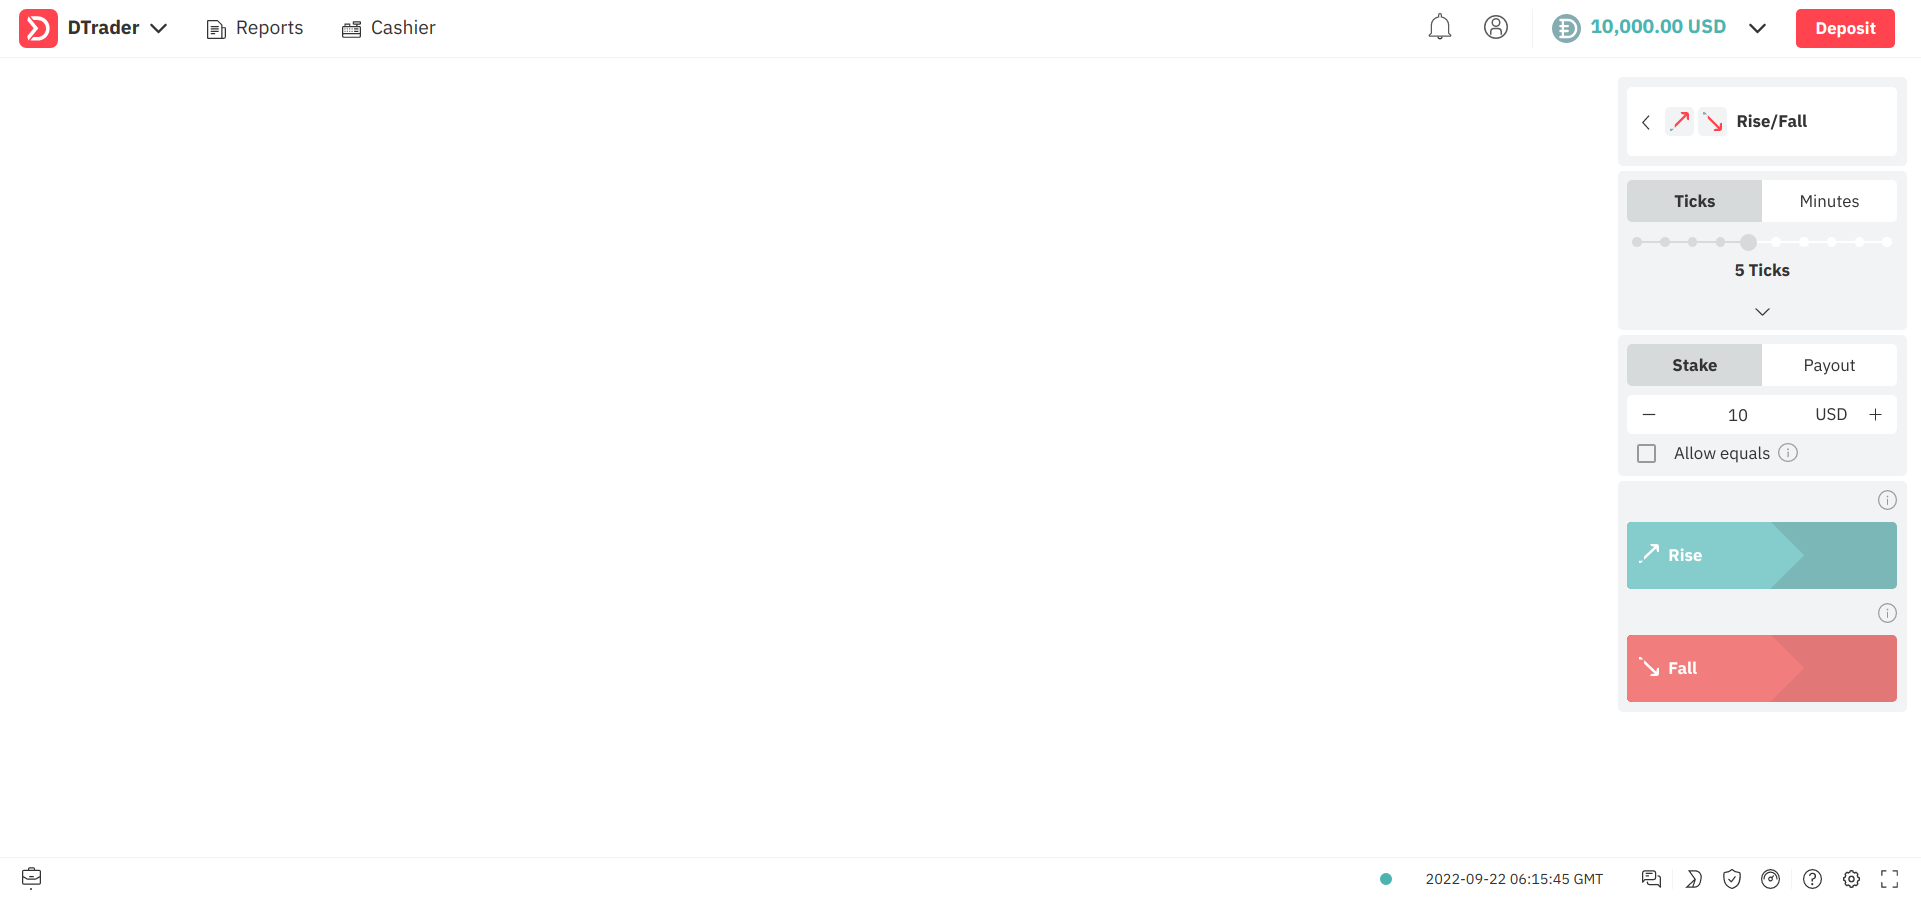 DTrader Reports Cashier 10,000.00 USD Deposit
Rise/Fall
Ticks Minutes
5 Ticks
Stake Payout
10 USD
Allow equals
Rise
Fall
2022-09-22 06:15:45 GMT